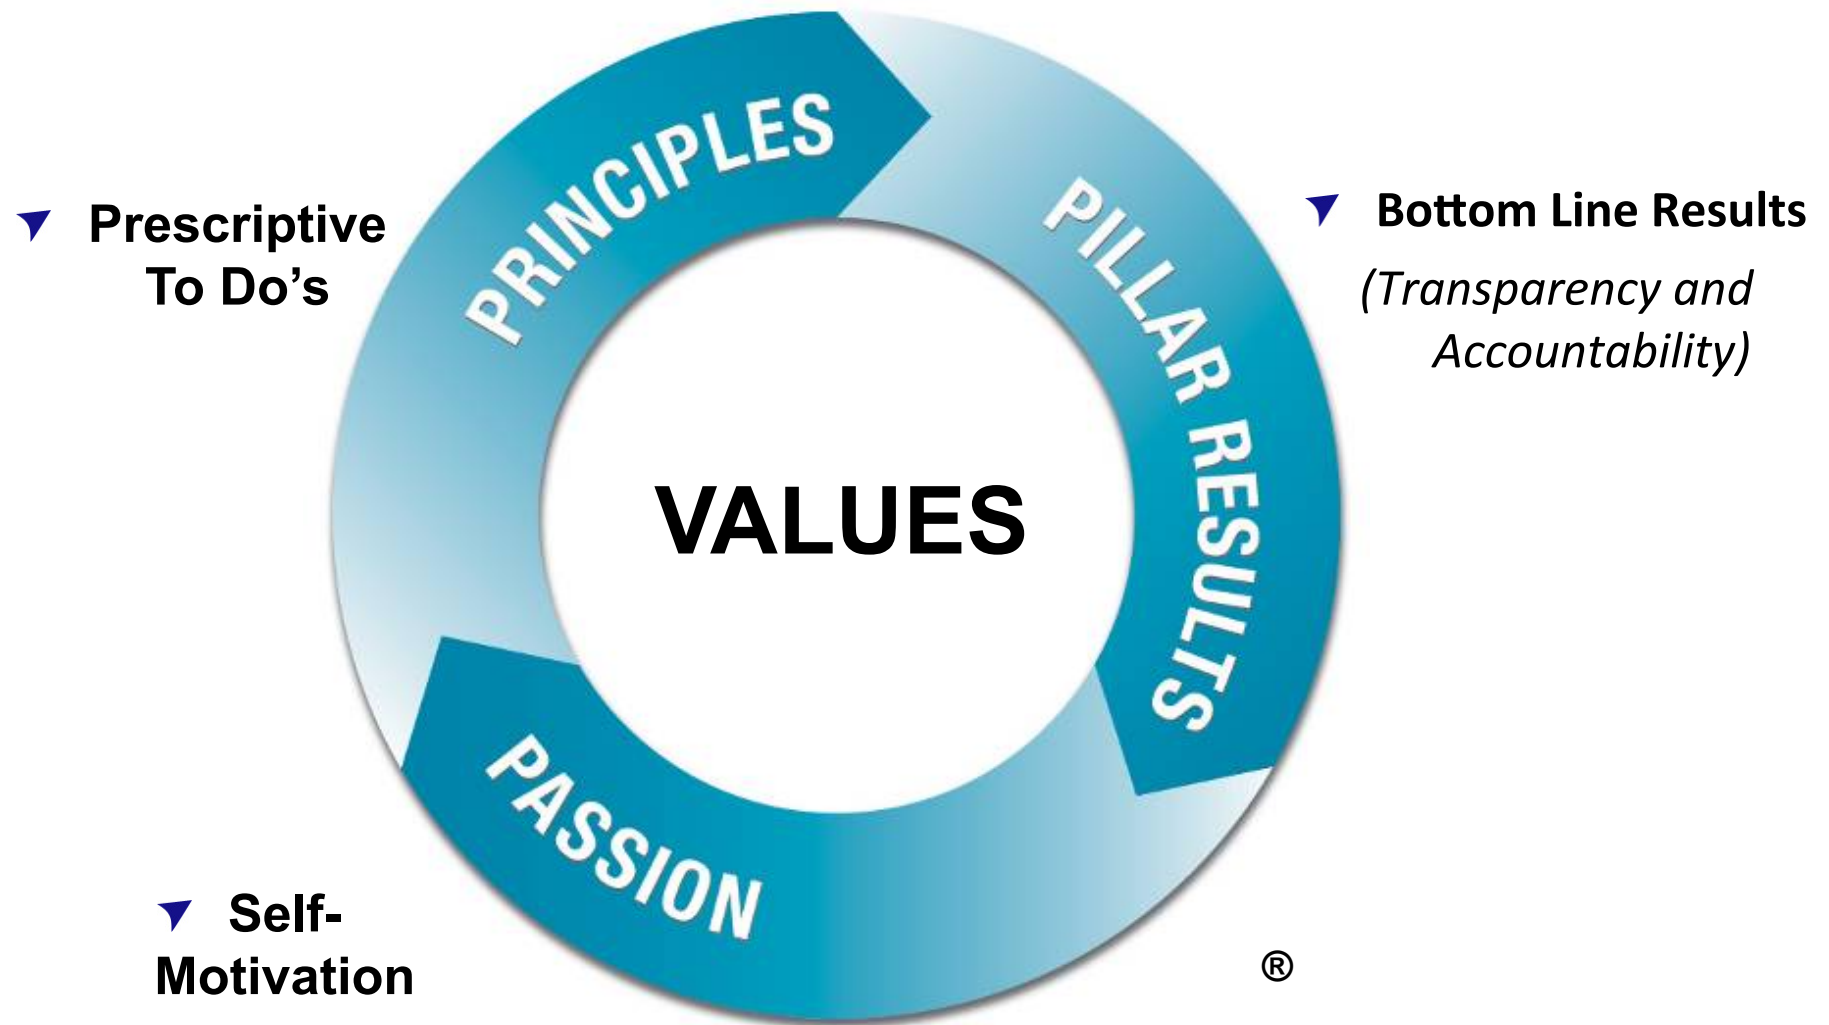 PRINCIPLES
Prescriptive
To Do’s
PILLAR RESULTS
Bottom Line Results
(Transparency and
Accountability)
VALUES
PASSION
Self-
Motivation
®